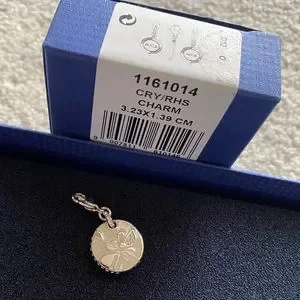 1161014
CRY/RHS
CHARM
3.23X1.39 CM